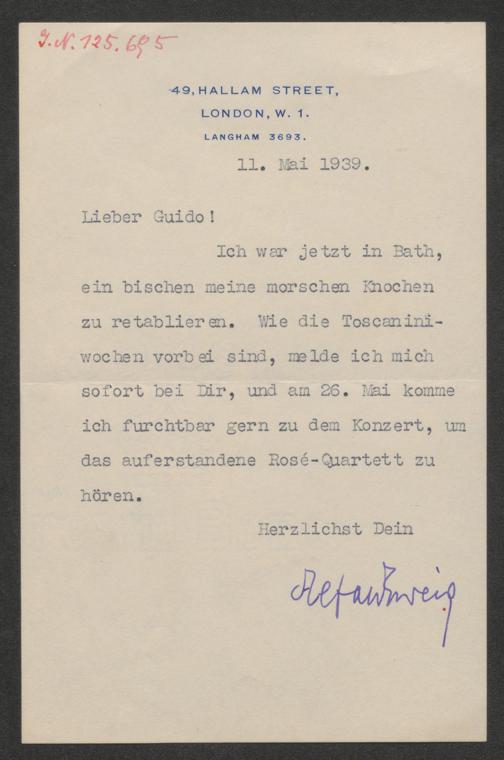 J.N. 125.695
49, HALLAM STREET,
LONDON, W. 1.
LANGHAM 3693.
11. Mai 1939.
Lieber Guido!
Ich war jetzt in Bath,
ein bischen meine morschen Knochen
zu retablieren. Wie die Toscanini-
wochen vorbei sind, melde ich mich
sofort bei Dir, und am 26. Mai komme
ich furchtbar gern zu dem Konzert, um
das auferstandene Rosé-Quartett zu
hören.
Herzlichst Dein
Stefan Zweig